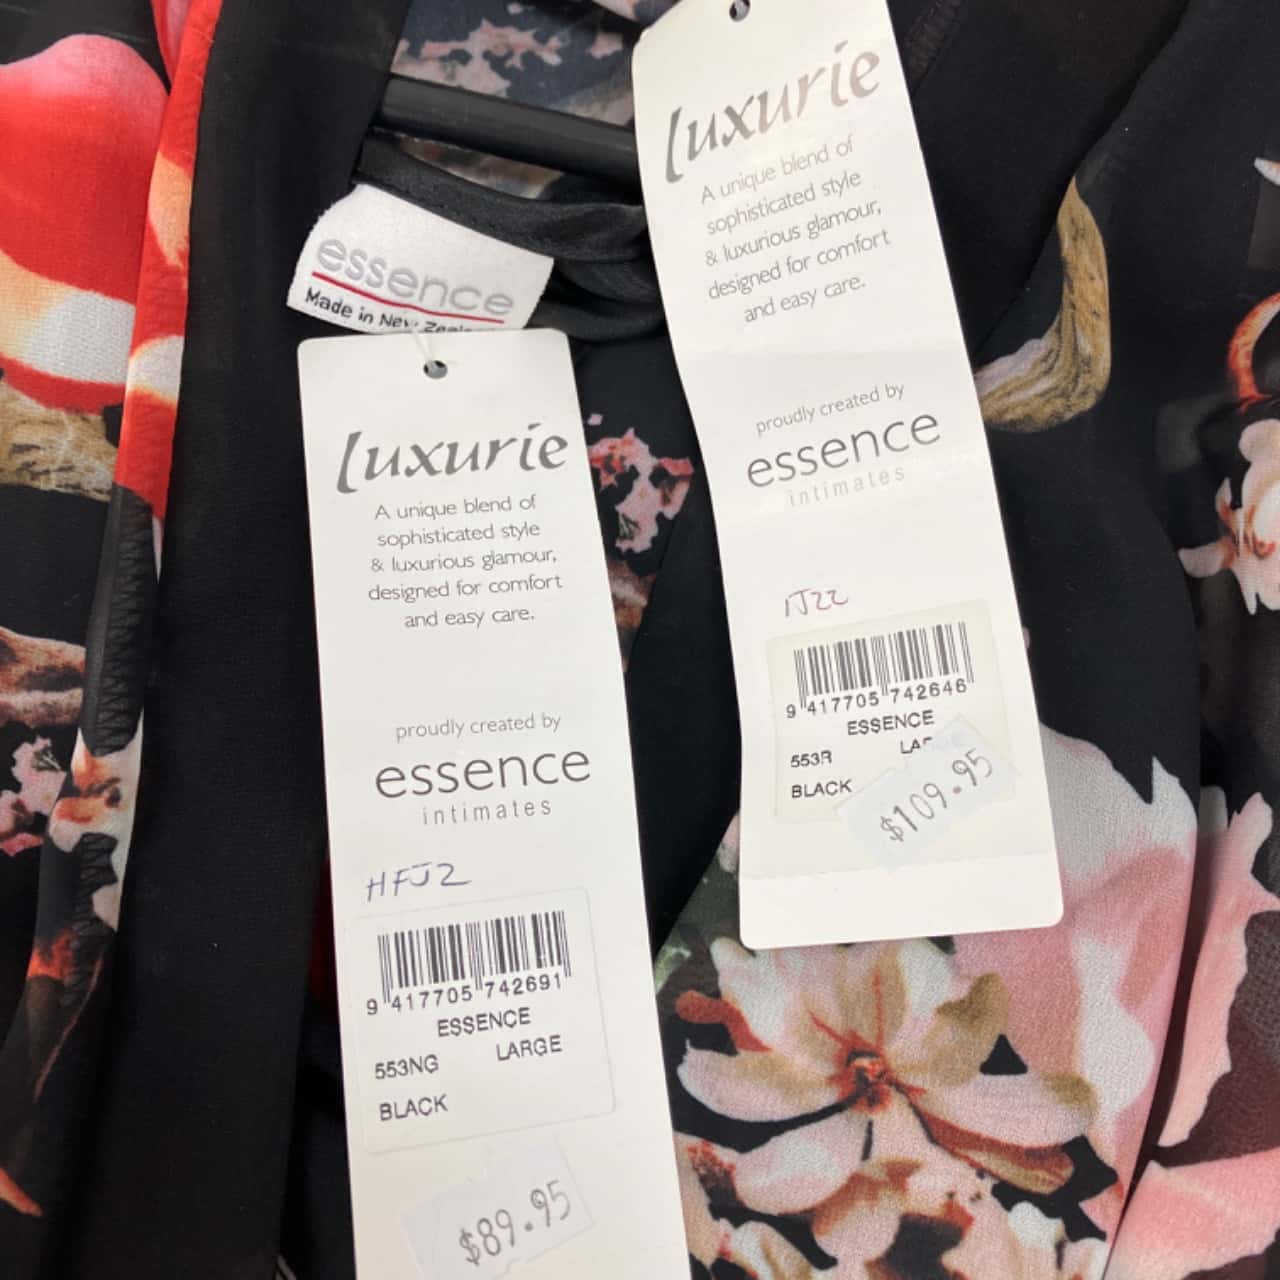 essence
Made in New
luxurie
A unique blend of
sophisticated style
& luxurious glamour,
designed for comfort
and easy care.
proudly created by
essence
intimates
HFJ2
9 417705 742691
ESSENCE
553NG LARGE
BLACK
$89.95
luxurie
A unique blend of
sophisticated style
& luxurious glamour,
designed for comfort
and easy care.
proudly created by
essence
intimates
1J22
9 417705 742646
ESSENCE
553R
BLACK
$109.95